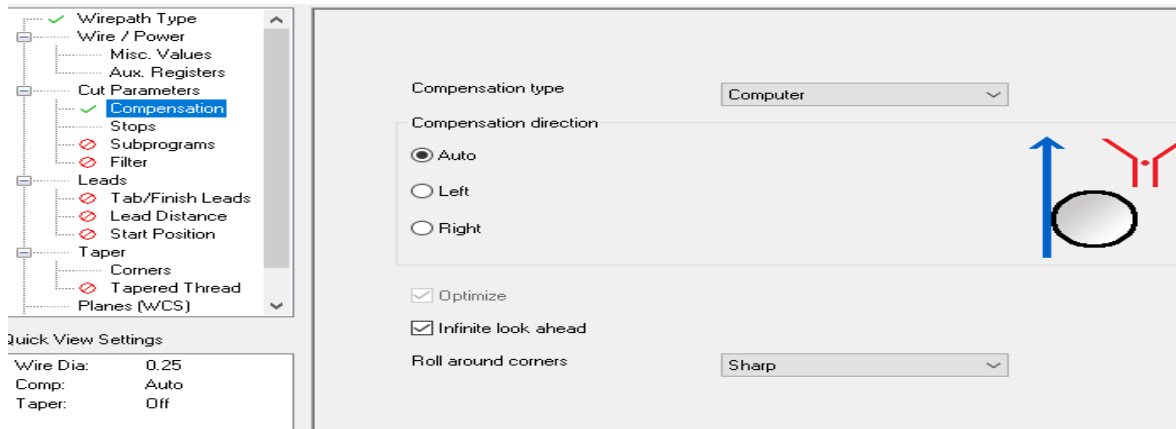 Wirepath Type
Wire / Power
Misc. Values
Aux. Registers
Cut Parameters
Compensation
Stops
Subprograms
Filter
Leads
Tab/Finish Leads
Lead Distance
Start Position
Taper
Corners
Tapered Thread
Planes (WCS)
Quick View Settings
Wire Dia: 0.25
Comp: Auto
Taper: Off
Compensation type Computer
Compensation direction
Auto
Left
Right
Optimize
Infinite look ahead
Roll around corners Sharp